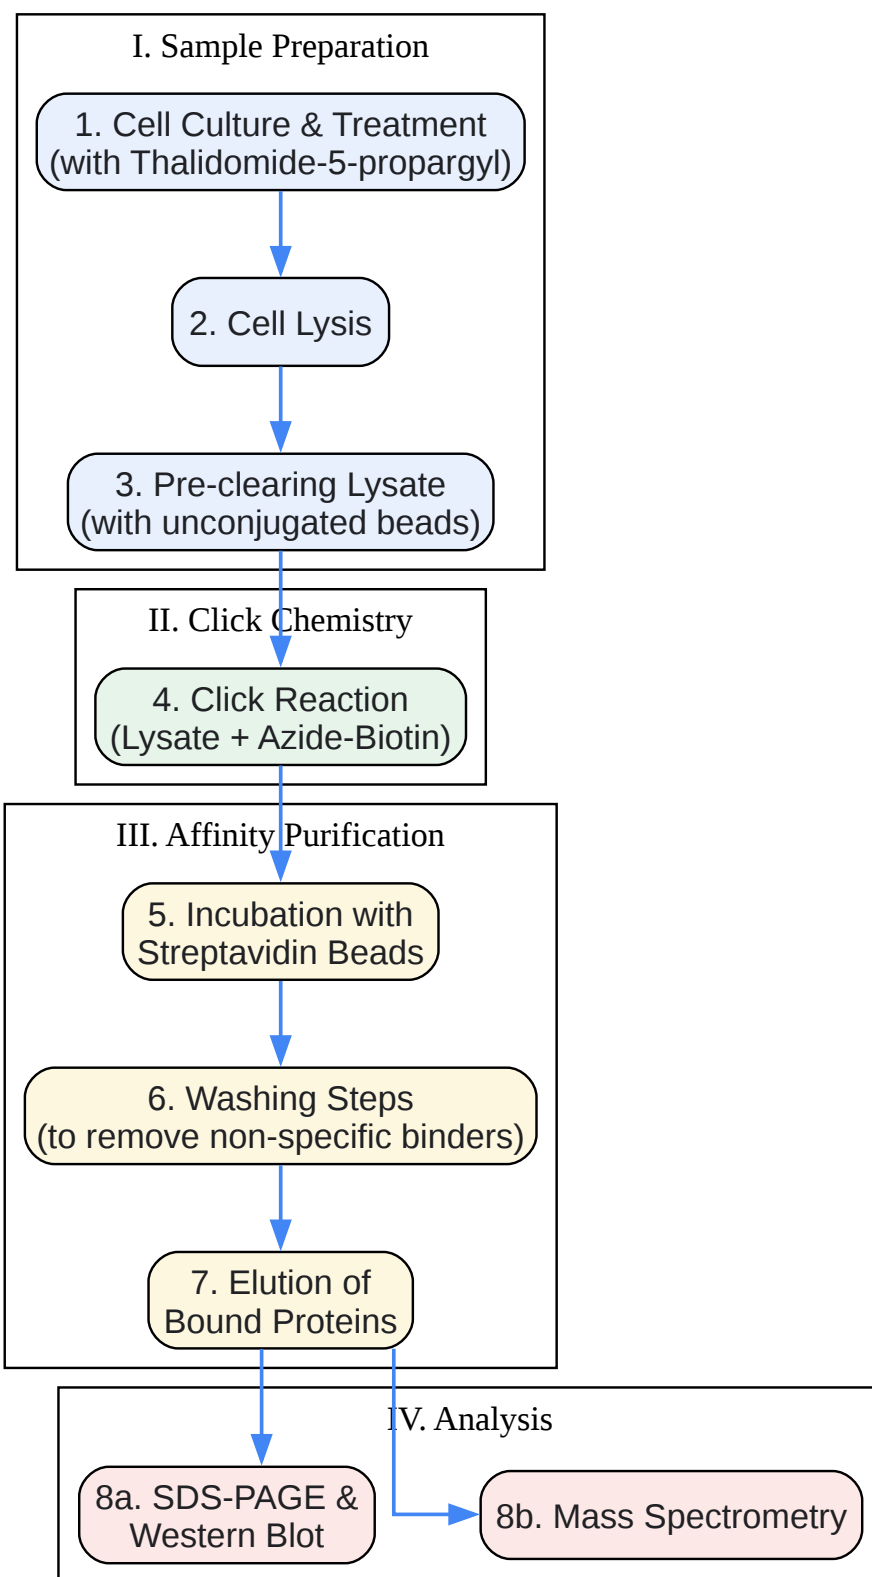 I. Sample Preparation
1. Cell Culture & Treatment
(with Thalidomide-5-propargyl)
2. Cell Lysis
3. Pre-clearing Lysate
(with unconjugated beads)
II. Click Chemistry
4. Click Reaction
(Lysate + Azide-Biotin)
III. Affinity Purification
5. Incubation with
Streptavidin Beads
6. Washing Steps
(to remove non-specific binders)
7. Elution of
Bound Proteins
IV. Analysis
8a. SDS-PAGE &
Western Blot
8b. Mass Spectrometry